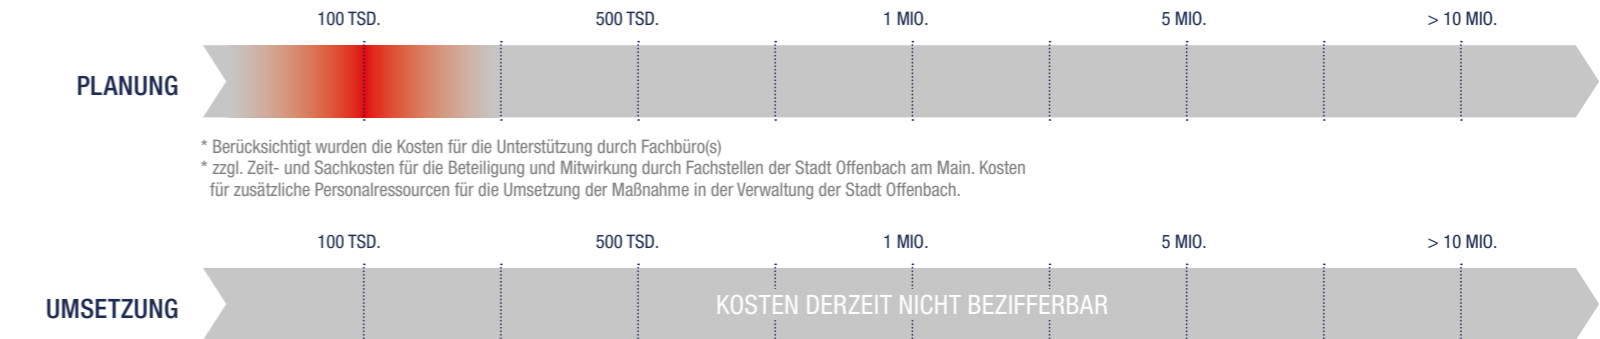 100 TSD. 500 TSD. 1 MIO. 5 MIO. > 10 MIO.
PLANUNG
* Berücksichtigt wurden die Kosten für die Unterstützung durch Fachbüro(s)
* zzgl. Zeit- und Sachkosten für die Beteiligung und Mitwirkung durch Fachstellen der Stadt Offenbach am Main. Kosten
für zusätzliche Personalressourcen für die Umsetzung der Maßnahme in der Verwaltung der Stadt Offenbach.
100 TSD. 500 TSD. 1 MIO. 5 MIO. > 10 MIO.
UMSETZUNG KOSTEN DERZEIT NICHT BEZIFFERBAR